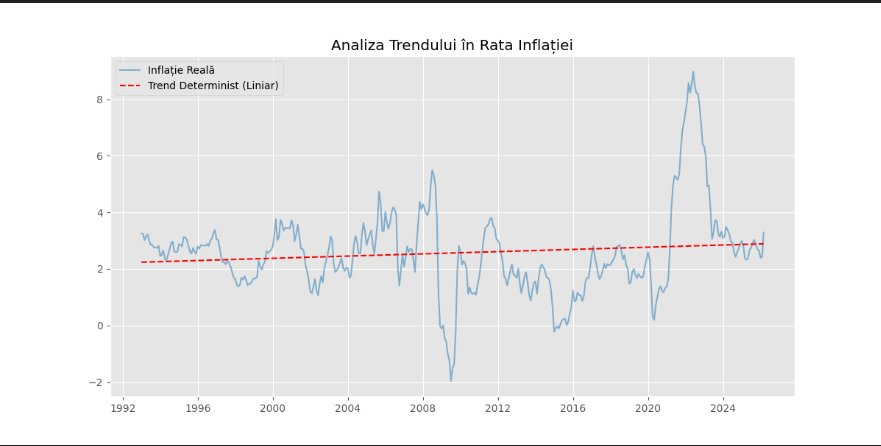 Analiza Trendului în Rata Inflației
Inflație Reală
Trend Determinist (Liniar)
8
6
4
2
0
−2
1992 1996 2000 2004 2008 2012 2016 2020 2024